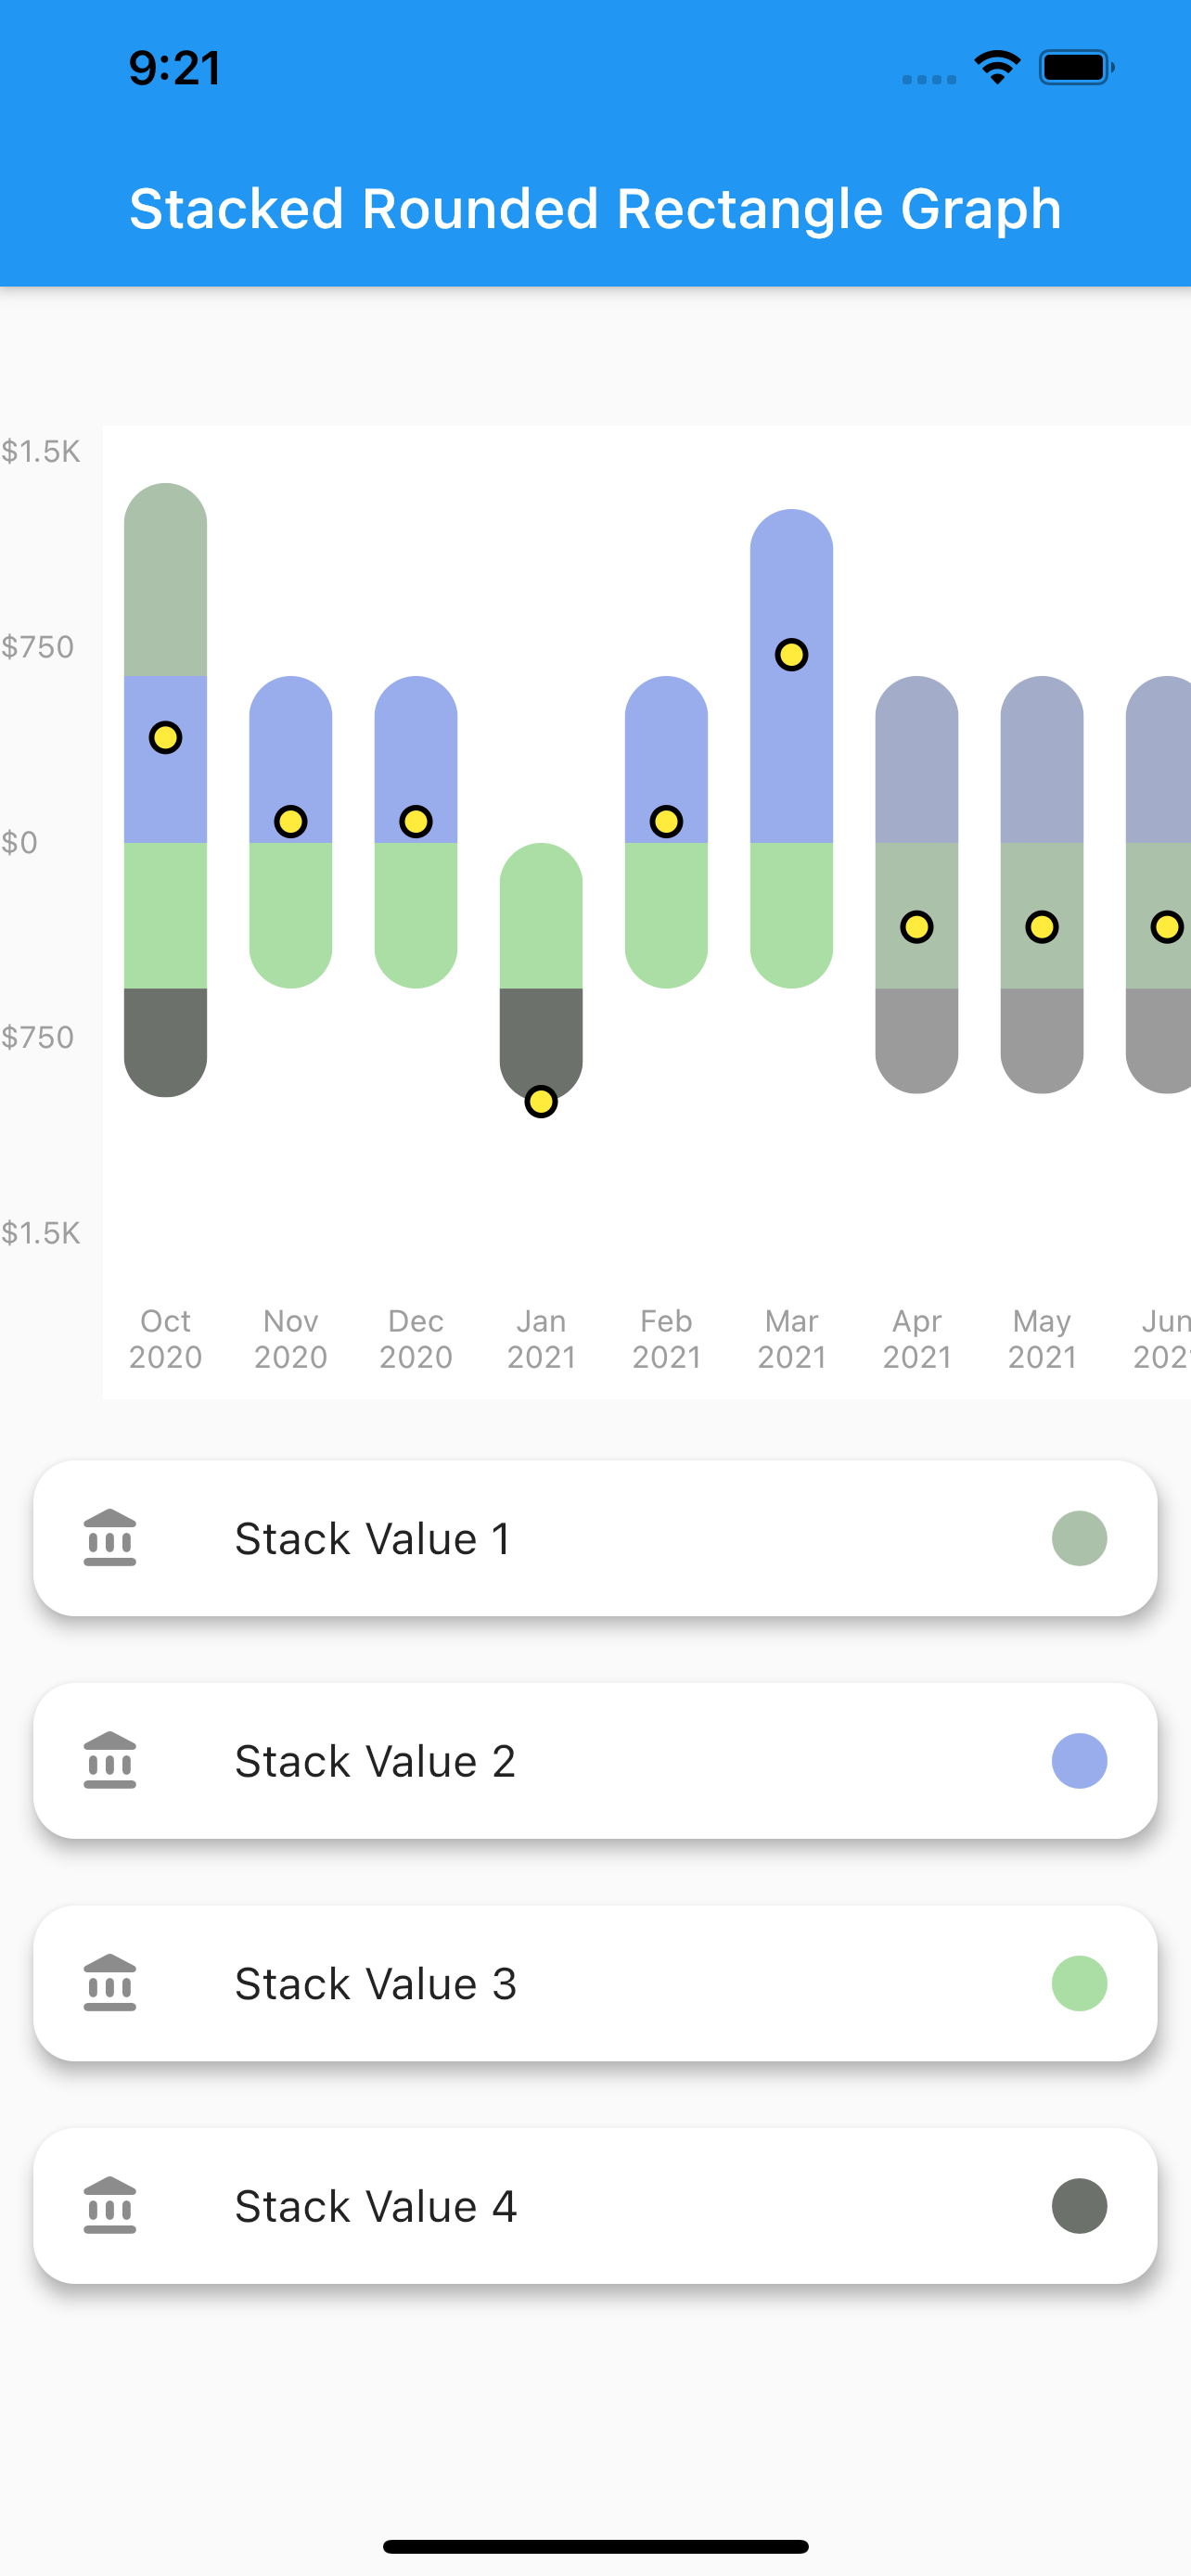 9:21
Stacked Rounded Rectangle Graph
$1.5K
$750
$0
$750
$1.5K
Oct Nov Dec Jan Feb Mar Apr May Jun
2020 2020 2020 2021 2021 2021 2021 2021 202
Stack Value 1
Stack Value 2
Stack Value 3
Stack Value 4